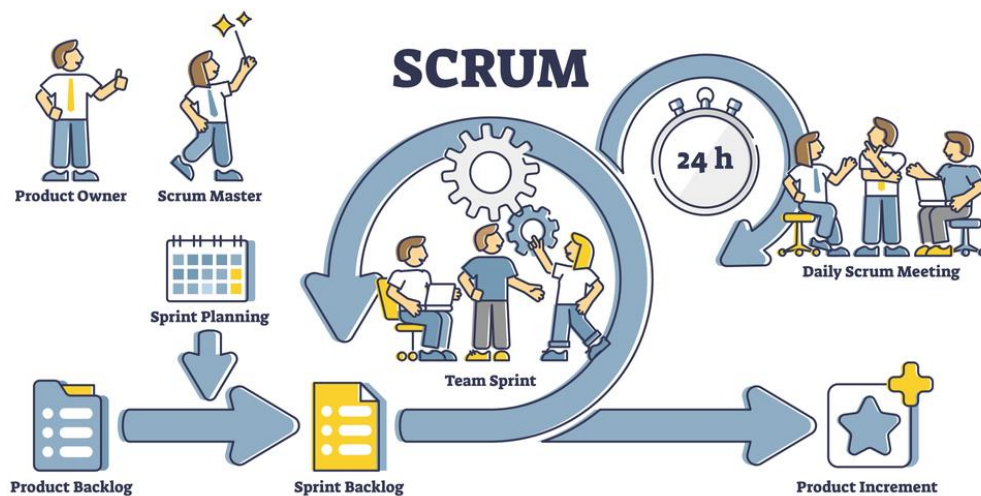 SCRUM
Product Owner
Scrum Master
24 h
Daily Scrum Meeting
Sprint Planning
Team Sprint
Product Backlog
Sprint Backlog
Product Increment